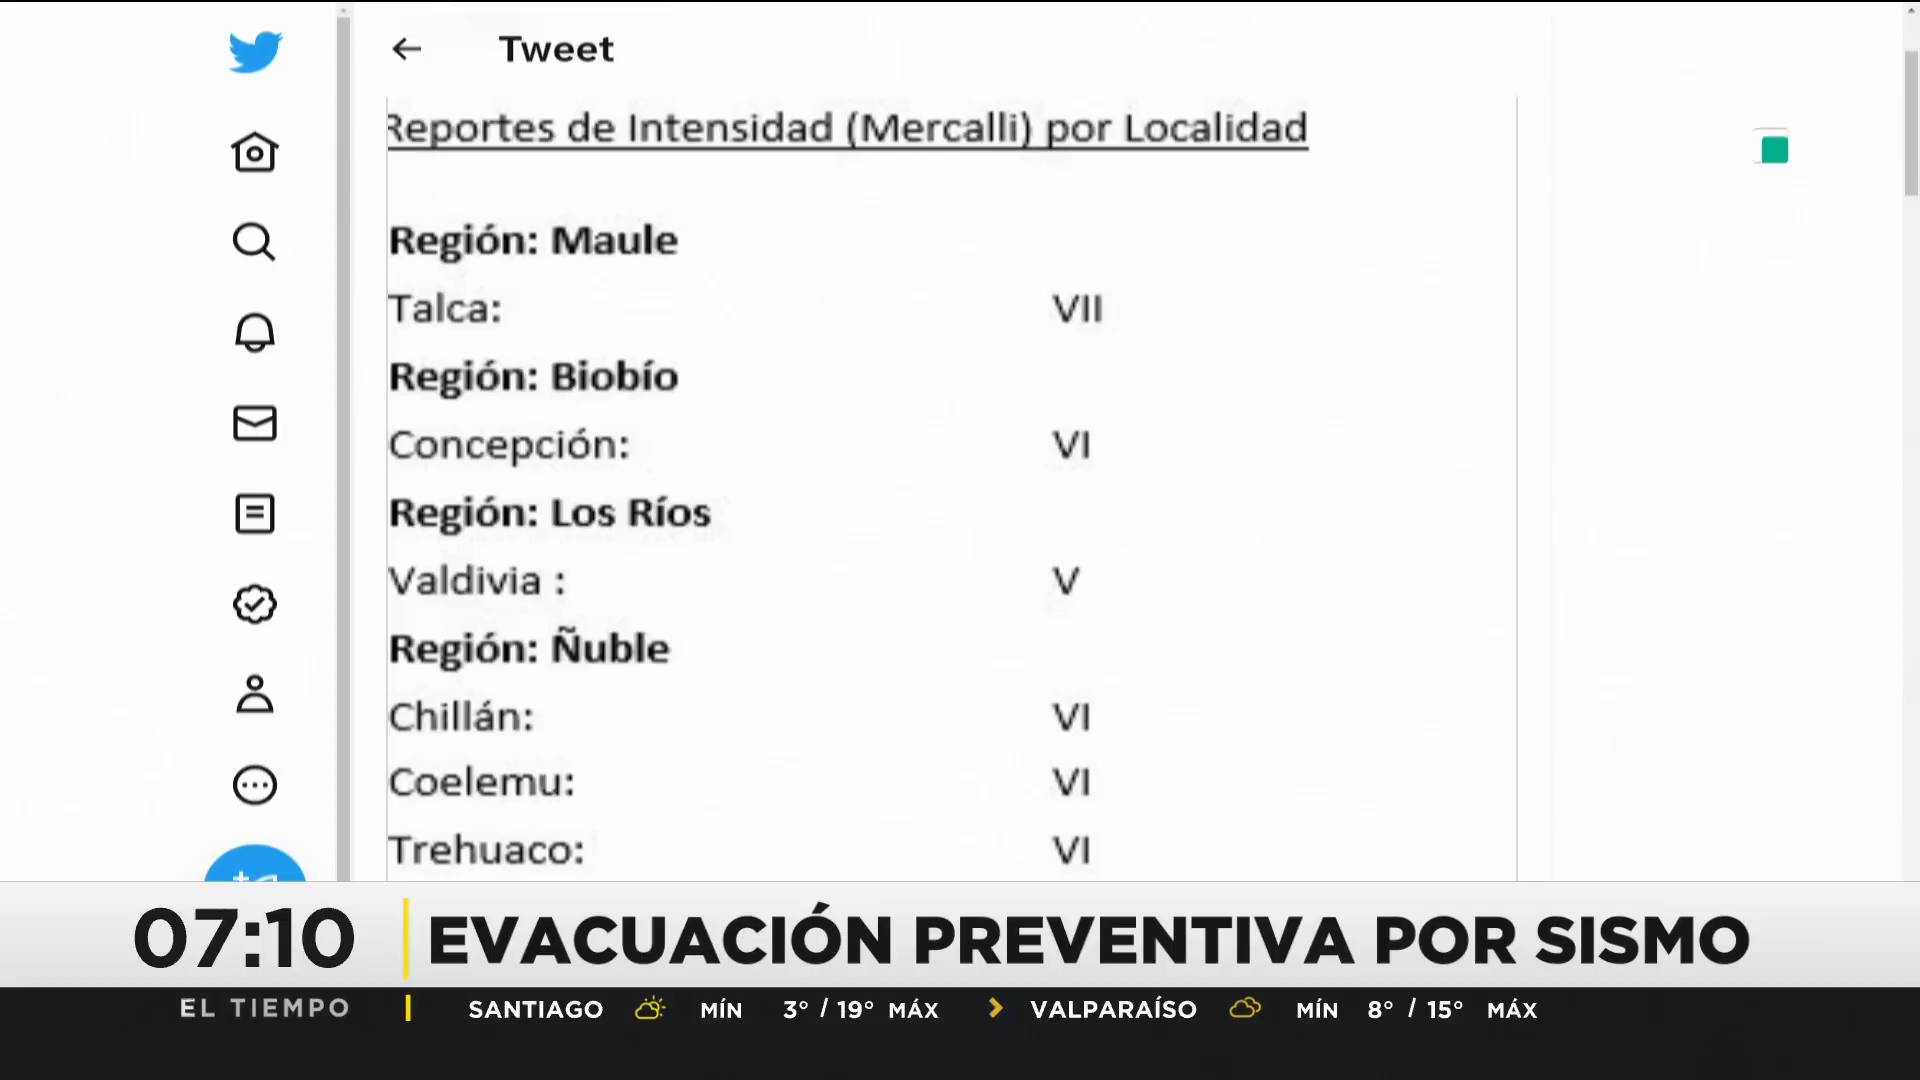 Tweet
Reportes de Intensidad (Mercalli) por Localidad
Región: Maule
Talca: VII
Región: Biobío
Concepción: VI
Región: Los Ríos
Valdivia : V
Región: Ñuble
Chillán: VI
Coelemu: VI
Trehuaco: VI
07:10 EVACUACIÓN PREVENTIVA POR SISMO
EL TIEMPO SANTIAGO MÍN 3° / 19° MÁX VALPARAÍSO MÍN 8° / 15° MÁX